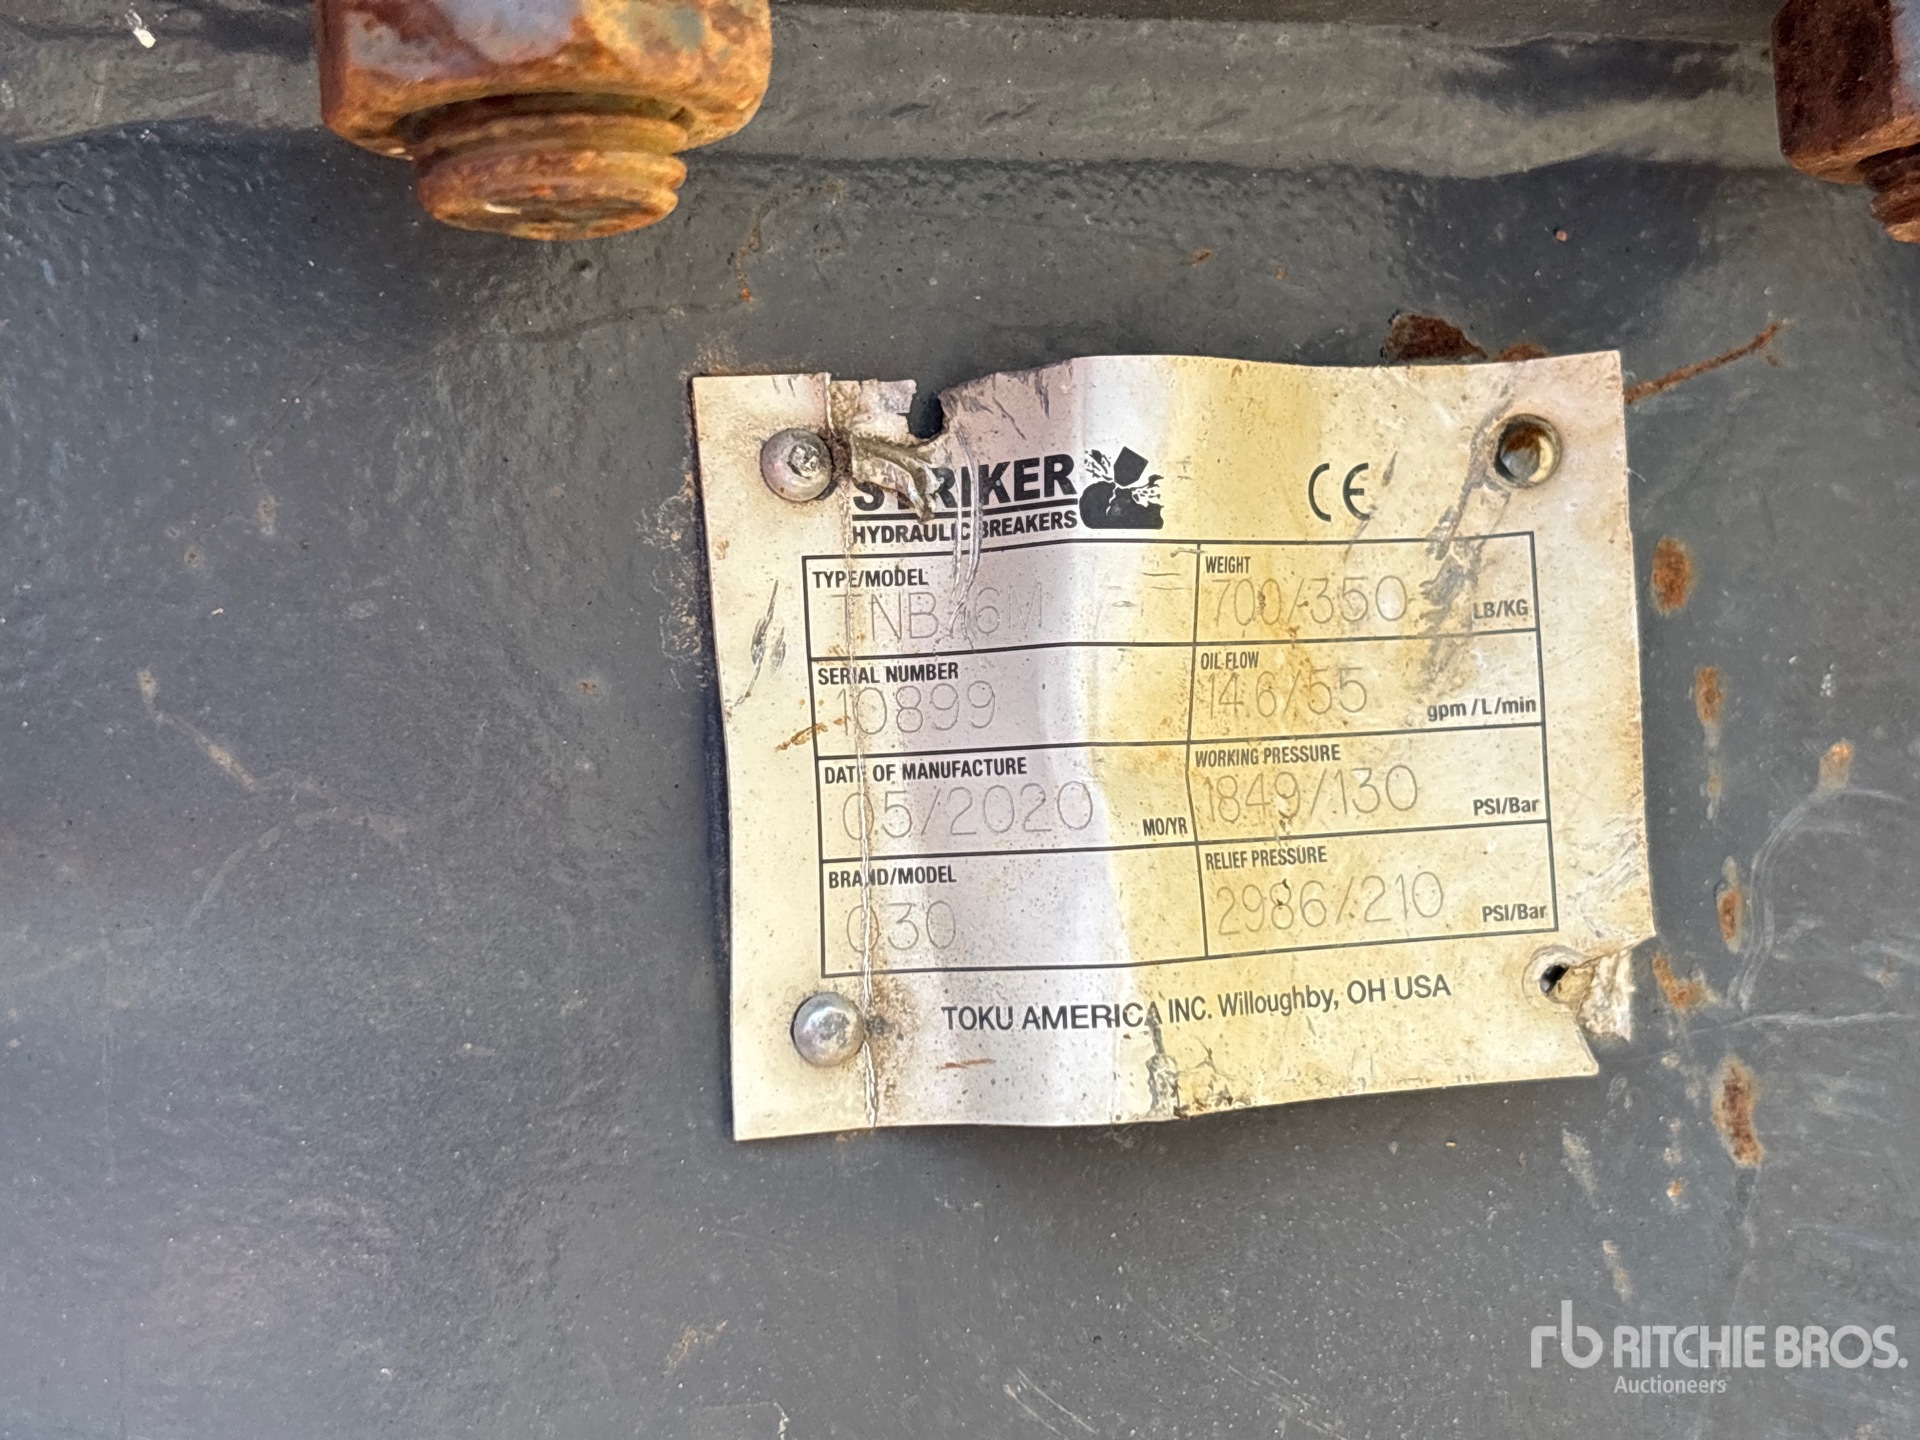 STRIKER
HYDRAULIC BREAKERS
CE
TYPE/MODEL
WEIGHT
700/350 LB/KG
SERIAL NUMBER
10899
OIL FLOW
14.6/55 gpm/L/min
DATE OF MANUFACTURE
05/2020 MO/YR
WORKING PRESSURE
1849/130 PSI/Bar
BRAND/MODEL
030
RELIEF PRESSURE
2986/210 PSI/Bar
TOKU AMERICA INC. Willoughby, OH USA
rb RITCHIE BROS.
Auctioneers